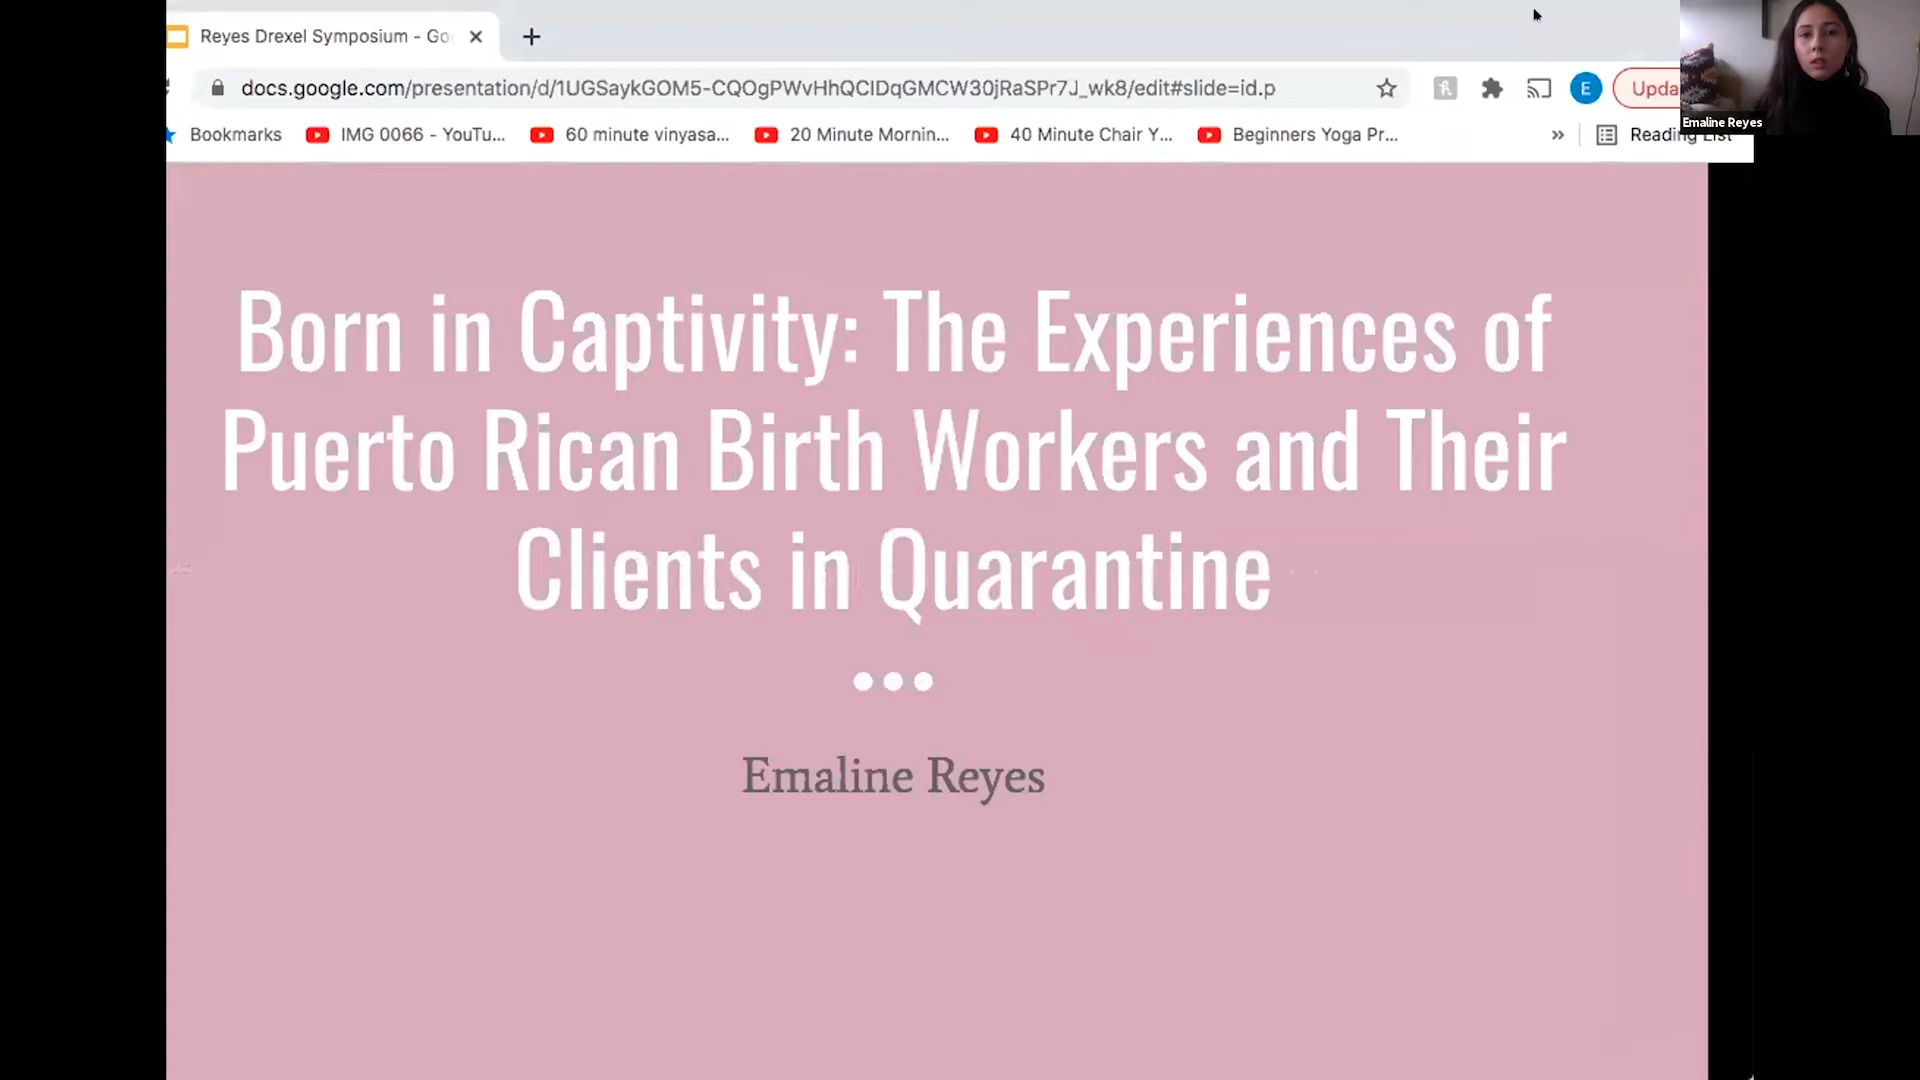 Reyes Drexel Symposium - Go
docs.google.com/presentation/d/1UGSaykGOM5-CQOgPWvHhQCIDqGMCW30jRaSPr7J_wk8/edit#slide=id.p
E
Upda
Emaline Reyes
Bookmarks
IMG 0066 - YouTu...
60 minute vinyasa...
20 Minute Mornin...
40 Minute Chair Y...
Beginners Yoga Pr...
Reading List
Born in Captivity: The Experiences of
Puerto Rican Birth Workers and Their
Clients in Quarantine
Emaline Reyes